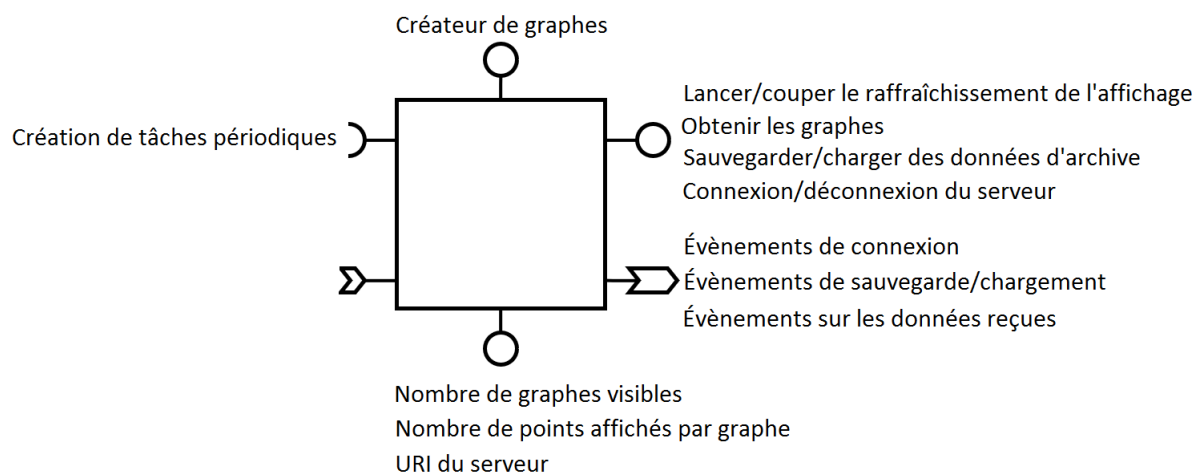 Créateur de graphes
Lancer/couper le raffraîchissement de l'affichage
Création de tâches périodiques
Obtenir les graphes
Sauvegarder/charger des données d'archive
Connexion/déconnexion du serveur
Évènements de connexion
Évènements de sauvegarde/chargement
Évènements sur les données reçues
Nombre de graphes visibles
Nombre de points affichés par graphe
URI du serveur